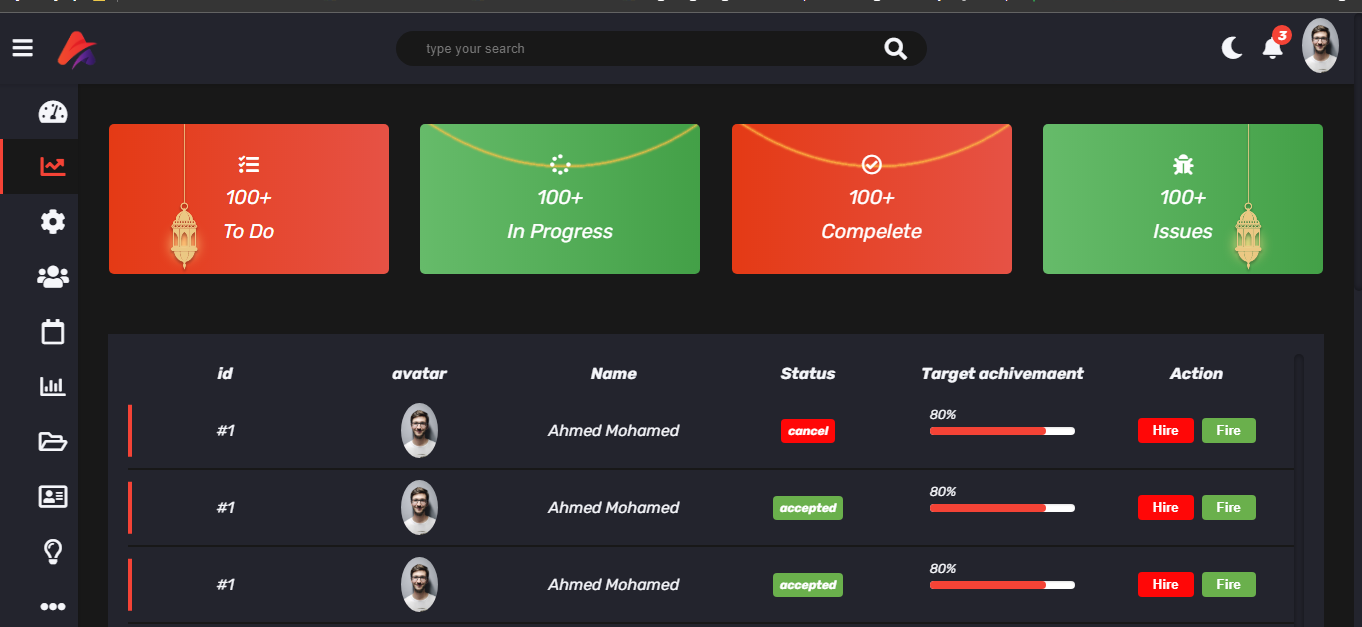 type your search
3
100+
To Do
100+
In Progress
100+
Compelete
100+
Issues
id avatar Name Status Target achivemaent Action
#1 Ahmed Mohamed cancel 80% Hire Fire
#1 Ahmed Mohamed accepted 80% Hire Fire
#1 Ahmed Mohamed accepted 80% Hire Fire